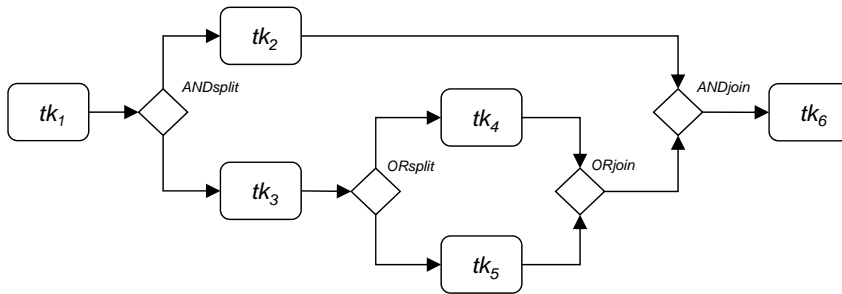 tk2
ANDsplit
ANDjoin
tk1
tk4
tk6
ORsplit
ORjoin
tk3
tk5